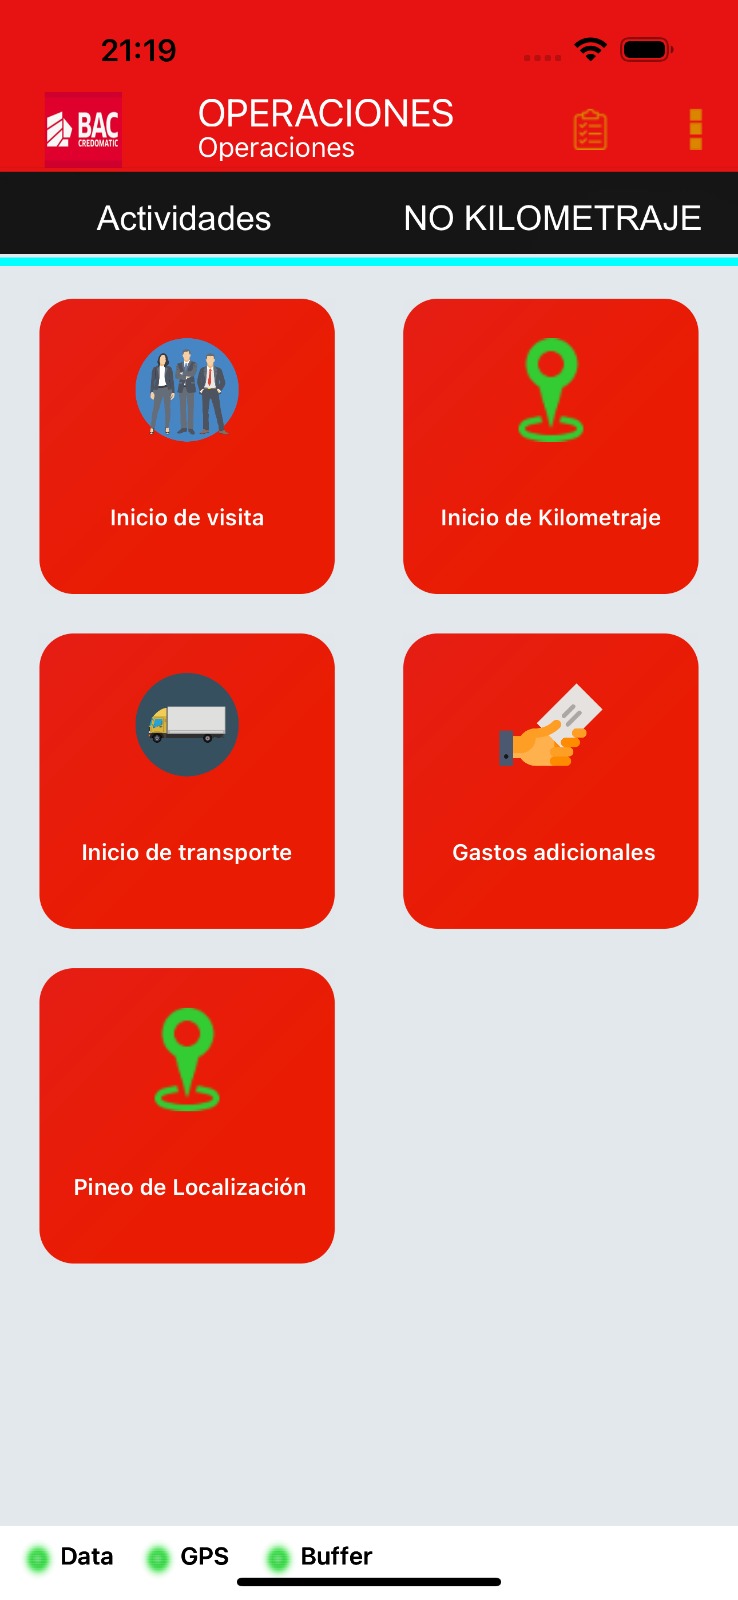 21:19
BAC
CREDOMATIC
OPERACIONES
Operaciones
Actividades
NO KILOMETRAJE
Inicio de visita
Inicio de Kilometraje
Inicio de transporte
Gastos adicionales
Pineo de Localización
Data
GPS
Buffer